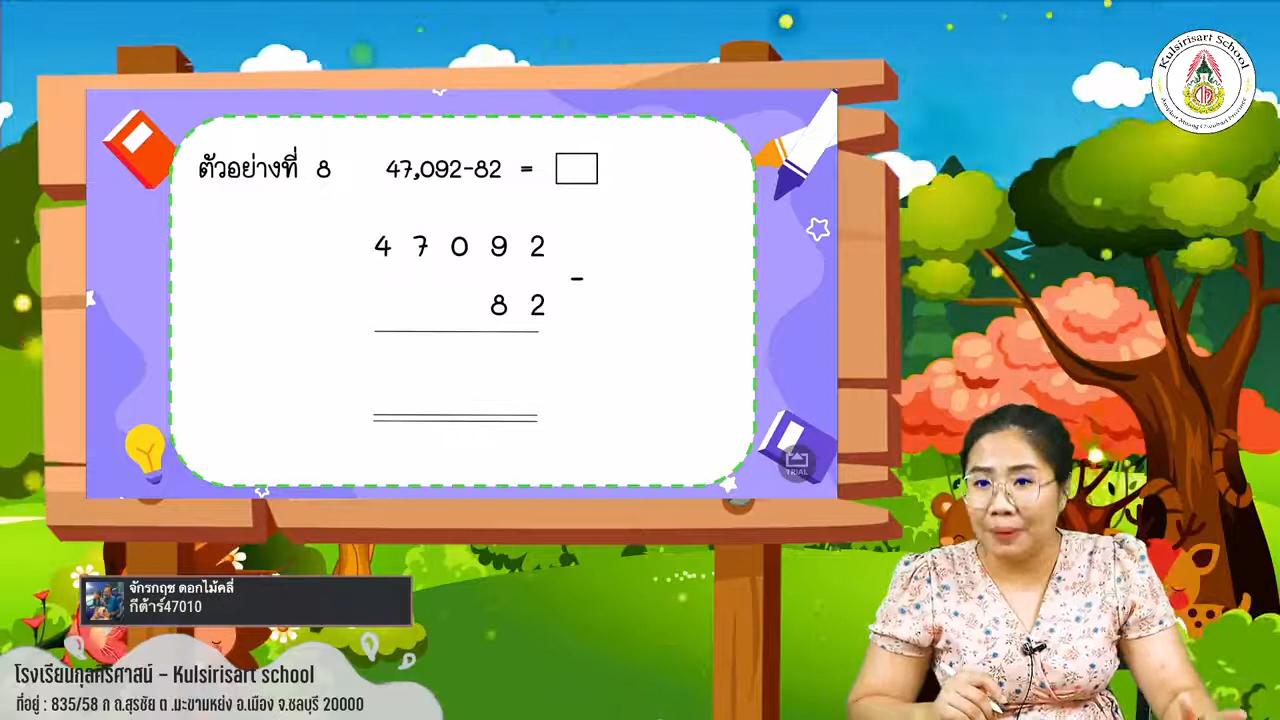 Kulsirisart School
ตัวอย่างที่ 8 47,092-82 =
4 7 0 9 2
-
8 2
TRIAL
จักรกฤช ดอกไม้คลี่
กีต้าร์47010
โรงเรียนกุลศิริศาสน์ - Kulsirisart school
ที่อยู่ : 835/58 ก ถ.สุรชัย ต .มะขามหย่ง อ.เมือง จ.ชลบุรี 20000